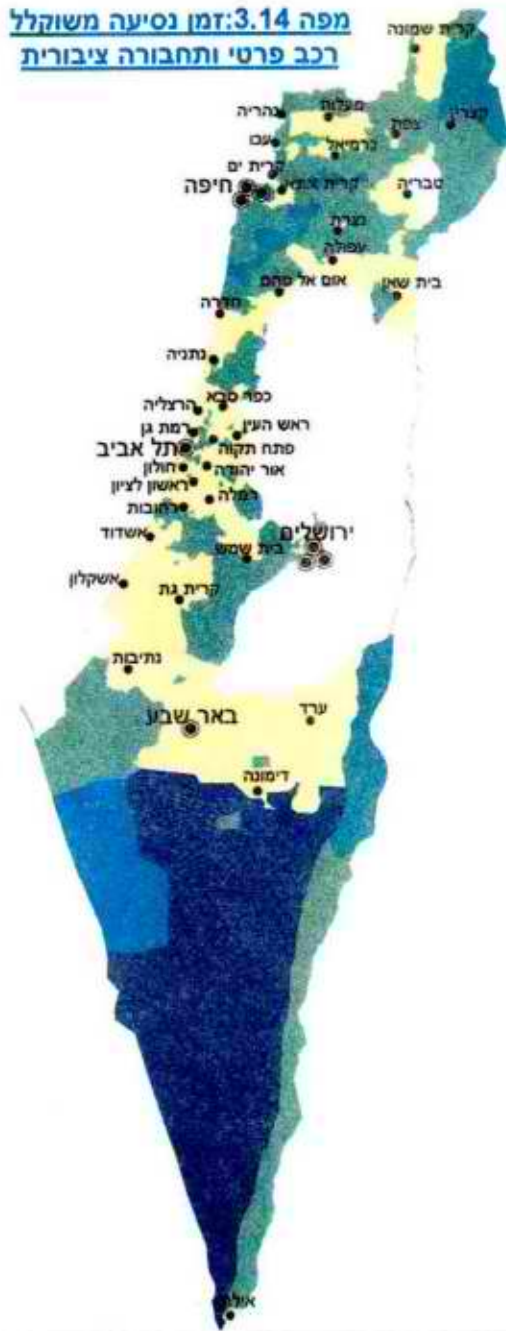 מפה 3.14:זמן נסיעה משוקלל
רכב פרטי ותחבורה ציבורית
קרית שמונה
נהריה
מעלות
קצרין
צפת
עכו
כרמיאל
קרית ים
חיפה
קרית אתא
טבריה
נצרת
עפולה
אום אל פחם
בית שאן
חדרה
נתניה
כפר סבא
הרצליה
ראש העין
רמת גן
תל אביב
פתח תקוה
חולון
אור יהודה
ראשון לציון
רמלה
רחובות
ירושלים
אשדוד
בית שמש
אשקלון
קרית גת
נתיבות
ערד
באר שבע
דימונה
אילת